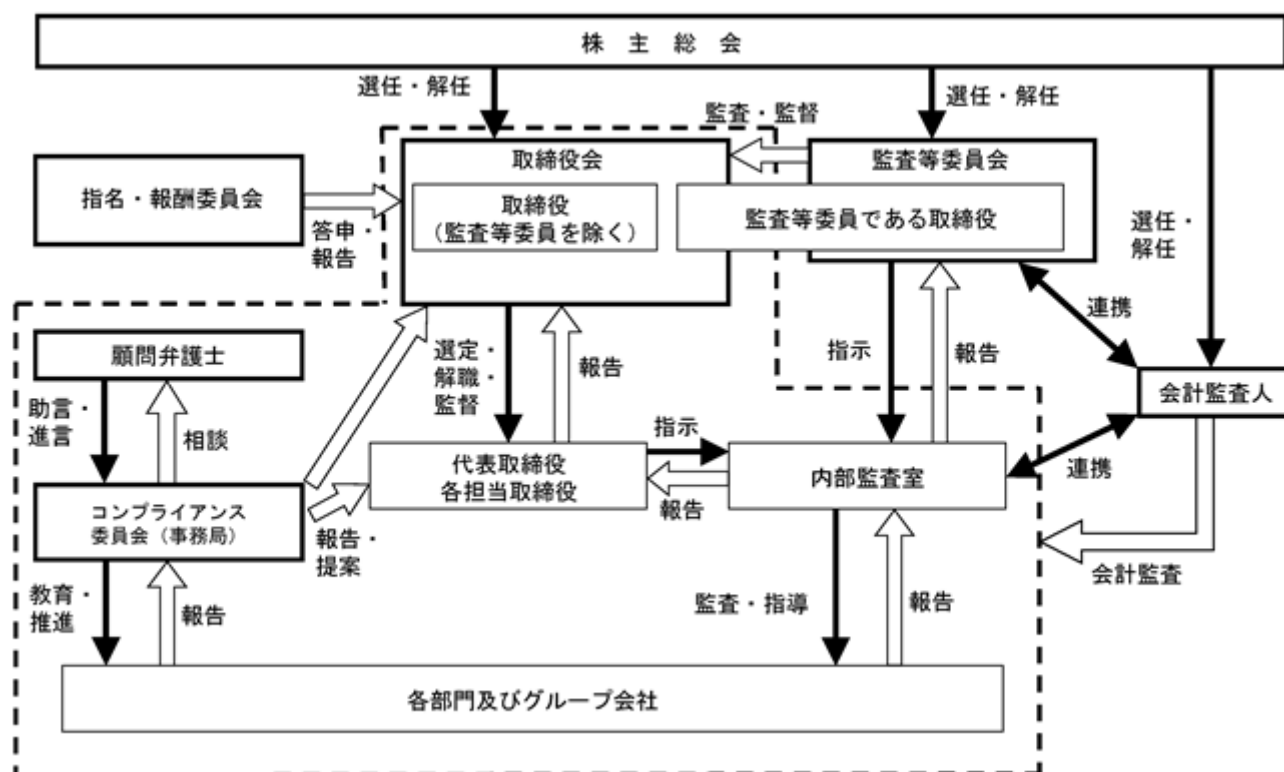 株 主 総 会
選任・解任
監査・監督
選任・解任
取締役会
監査等委員会
指名・報酬委員会
取締役
（監査等委員を除く）
監査等委員である取締役
答申・
報告
選任・
解任
連携
顧問弁護士
選定・
解職・
監督
報告
指示
報告
会計監査人
助言・
進言
相談
指示
代表取締役
各担当取締役
内部監査室
連携
報告
コンプライアンス
委員会（事務局）
報告・
提案
会計監査
教育・
推進
報告
監査・指導
報告
各部門及びグループ会社